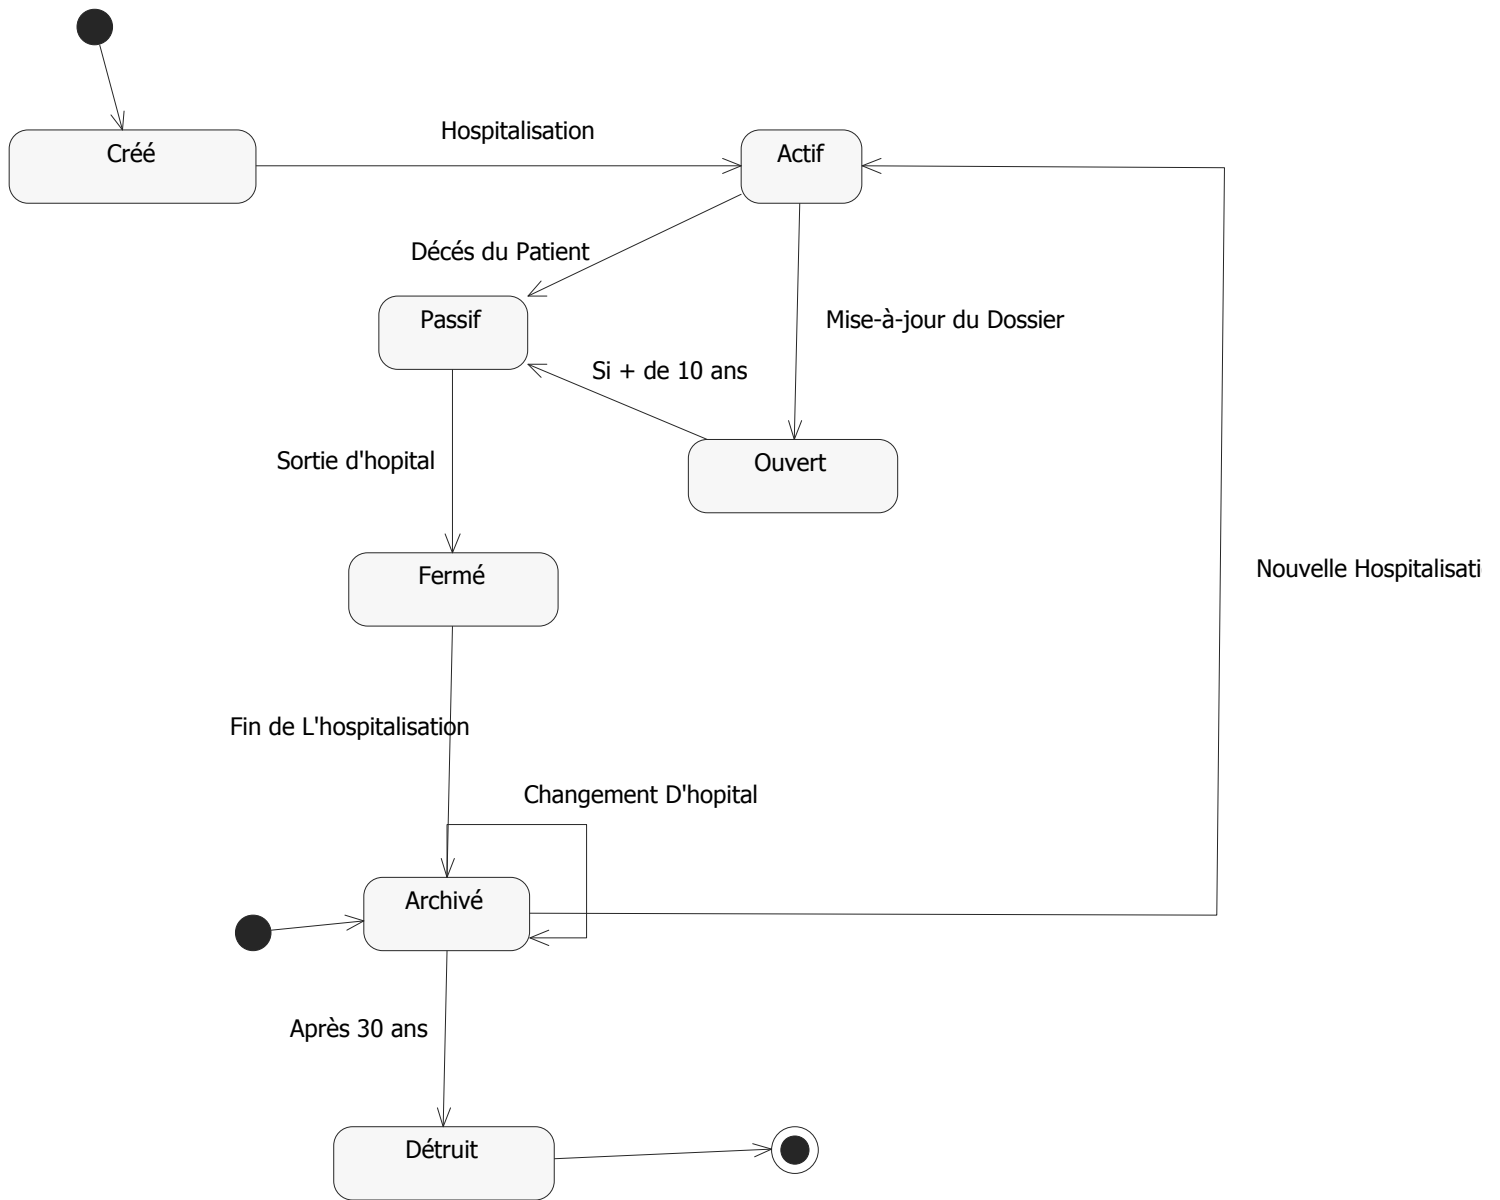 Hospitalisation
Créé
Actif
Décés du Patient
Passif
Mise-à-jour du Dossier
Si + de 10 ans
Sortie d'hopital
Ouvert
Fermé
Nouvelle Hospitalisati
Fin de L'hospitalisation
Changement D'hopital
Archivé
Après 30 ans
Détruit